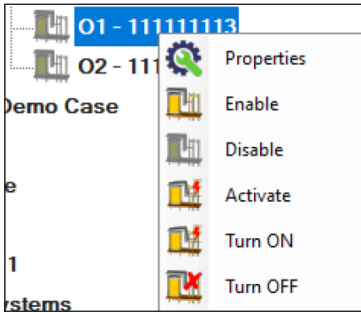 O1 - 111111113
O2 - 111
Demo Case
e
1
ystems
Properties
Enable
Disable
Activate
Turn ON
Turn OFF